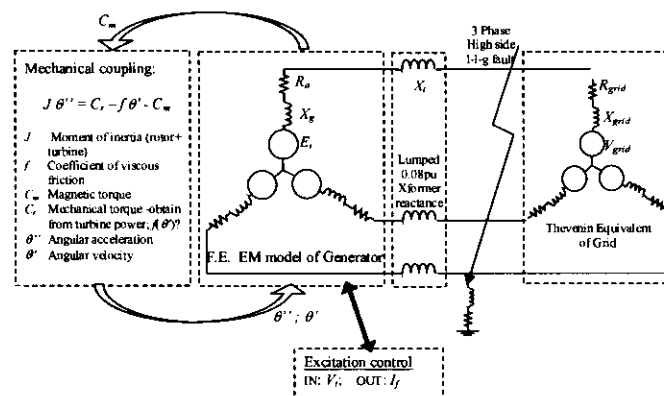 C_m
Mechanical coupling:
J θ'' = C_r – f θ' - C_m
J Moment of inertia (rotor+
turbine)
f Coefficient of viscous
friction
C_m Magnetic torque
C_r Mechanical torque -obtain
from turbine power; f(θ')?
θ'' Angular acceleration
θ' Angular velocity
R_a
X_g
E_i
F.E. EM model of Generator
θ''; θ'
X_t
Lumped
0.08pu
Xformer
reactance
3 Phase
High side
l-l-g fault
R_grid
X_grid
V_grid
Thevenin Equivalent
of Grid
Excitation control
IN: V_t; OUT: I_f